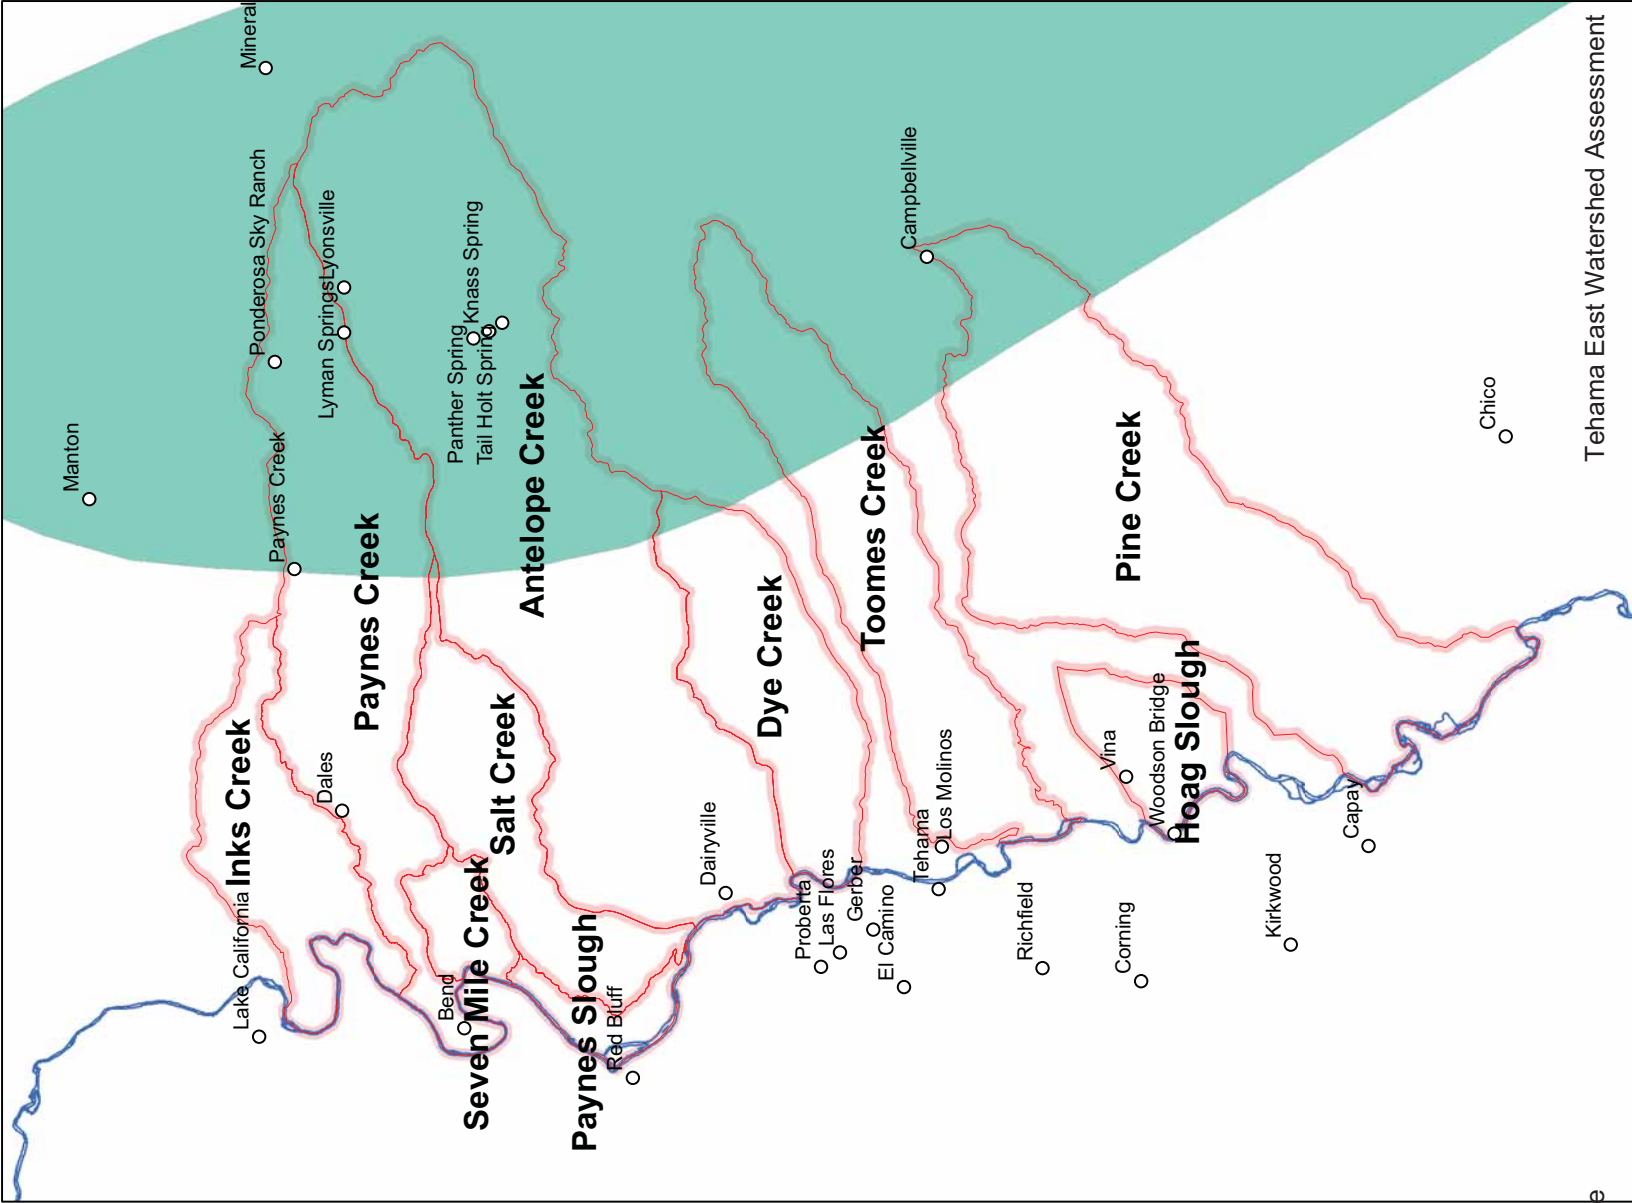 Mineral
Manton
Ponderosa Sky Ranch
Paynes Creek
Lyonsville
Lyman Springs
Knass Spring
Panther Spring
Tail Holt Spring
Campbellville
Paynes Creek
Antelope Creek
Inks Creek
Dales
Salt Creek
Dye Creek
Toomes Creek
Pine Creek
Chico
Lake California
Bend
Seven Mile Creek
Paynes Slough
Red Bluff
Dairyville
Proberta
Las Flores
Gerber
El Camino
Tehama
Los Molinos
Richfield
Vina
Woodson Bridge
Hoag Slough
Corning
Kirkwood
Capay
Tehama East Watershed Assessment
e